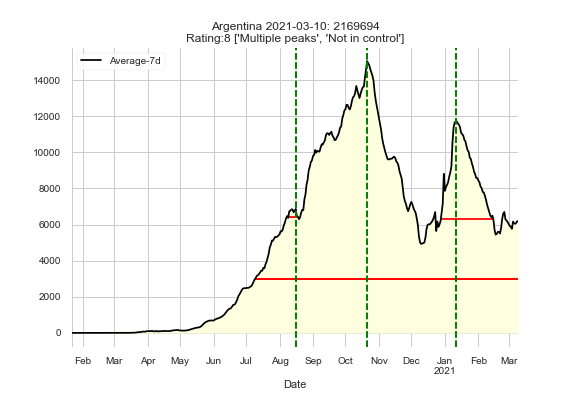 Argentina 2021-03-10: 2169694
Rating:8 ['Multiple peaks', 'Not in control']
Average-7d
14000
12000
10000
8000
6000
4000
2000
0
Feb Mar Apr May Jun Jul Aug Sep Oct Nov Dec Jan Feb Mar
2021
Date